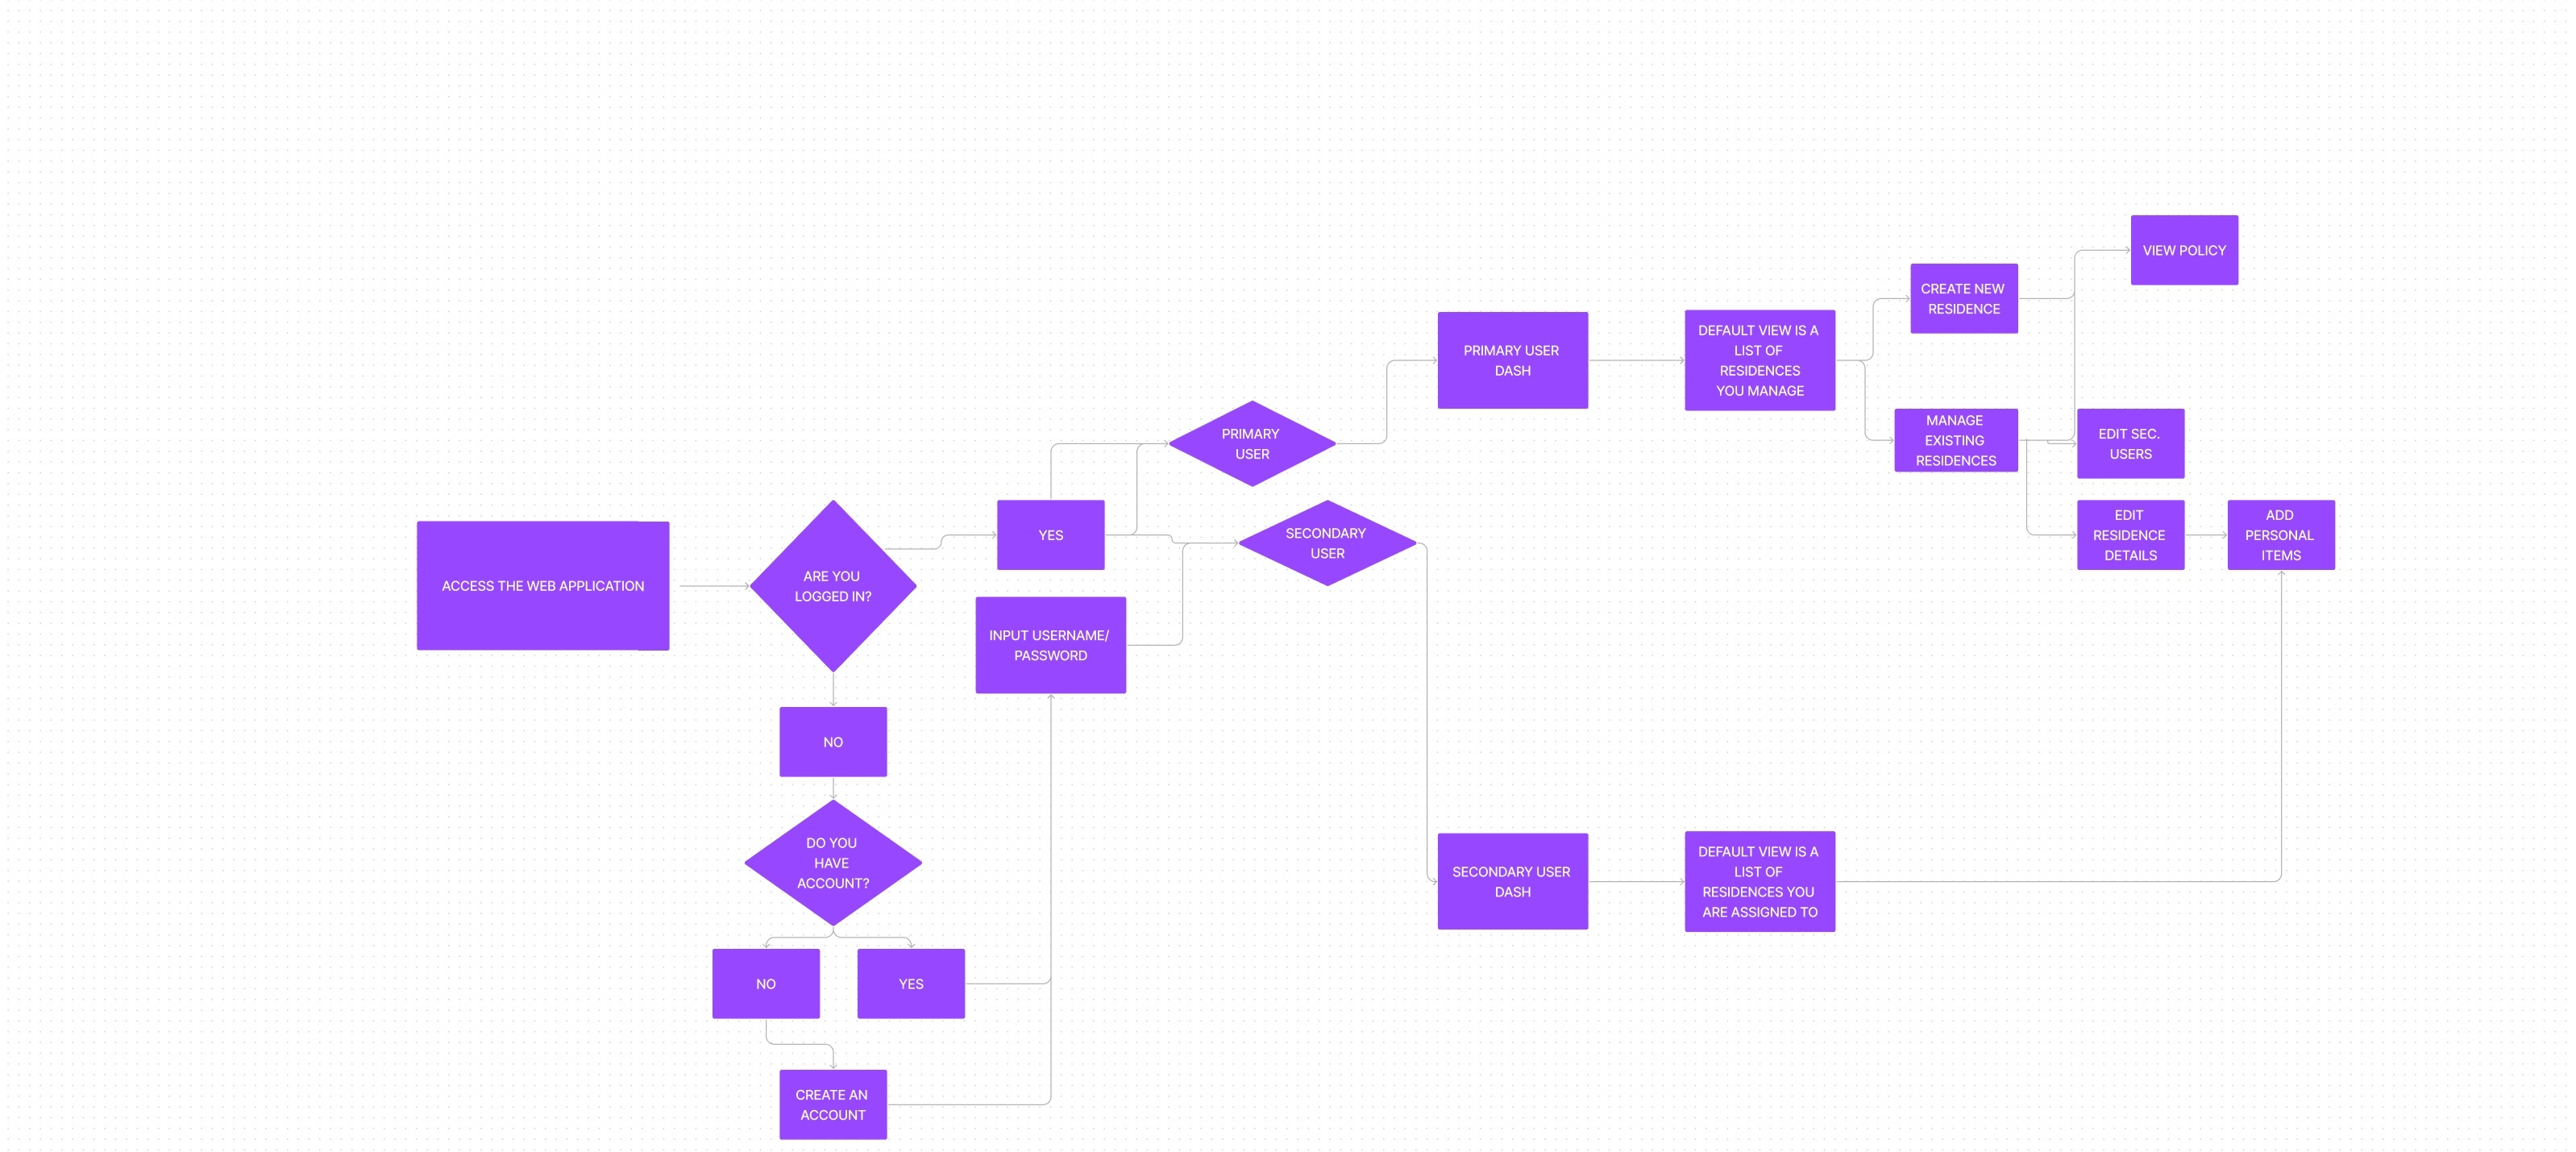 VIEW POLICY
CREATE NEW
RESIDENCE
PRIMARY USER
DASH
DEFAULT VIEW IS A
LIST OF
RESIDENCES
YOU MANAGE
MANAGE
EXISTING
RESIDENCES
EDIT SEC.
USERS
PRIMARY
USER
ACCESS THE WEB APPLICATION
ARE YOU
LOGGED IN?
YES
SECONDARY
USER
EDIT
RESIDENCE
DETAILS
ADD
PERSONAL
ITEMS
INPUT USERNAME/
PASSWORD
NO
DO YOU
HAVE
ACCOUNT?
SECONDARY USER
DASH
DEFAULT VIEW IS A
LIST OF
RESIDENCES YOU
ARE ASSIGNED TO
NO
YES
CREATE AN
ACCOUNT